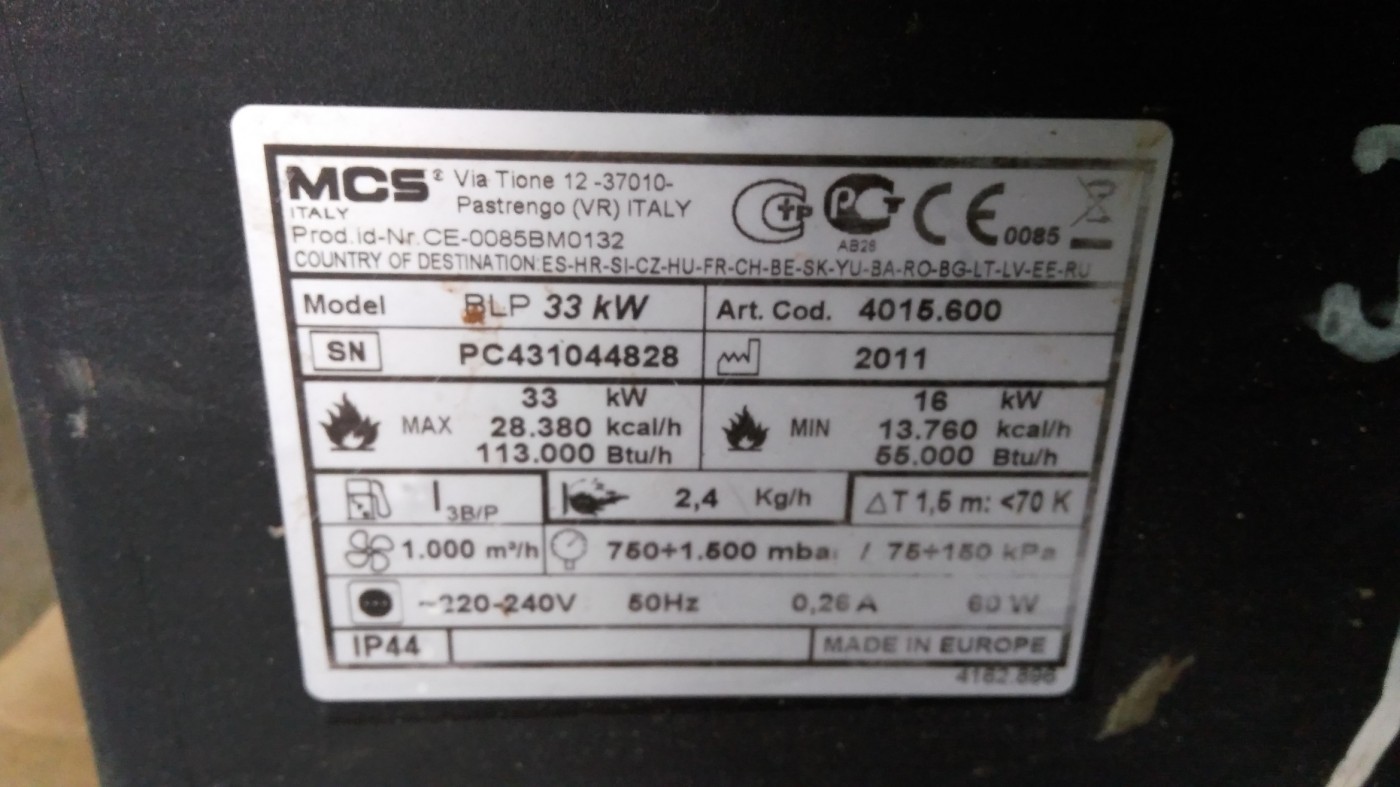 MCS Via Tione 12 -37010-
ITALY Pastrengo (VR) ITALY
Prod.id-Nr.CE-0085BM0132
AB28
CE 0085
COUNTRY OF DESTINATION:ES-HR-SI-CZ-HU-FR-CH-BE-SK-YU-BA-RO-BG-LT-LV-EE-RU
Model BLP 33 kW Art. Cod. 4015.600
SN PC431044828 2011
33 kW 16 kW
MAX 28.380 kcal/h MIN 13.760 kcal/h
113.000 Btu/h 55.000 Btu/h
I3B/P 2,4 Kg/h ΔT 1,5 m: <70 K
1.000 m³/h 750÷1.500 mbar / 75÷150 kPa
~220-240V 50Hz 0,26 A 60 W
IP44 MADE IN EUROPE